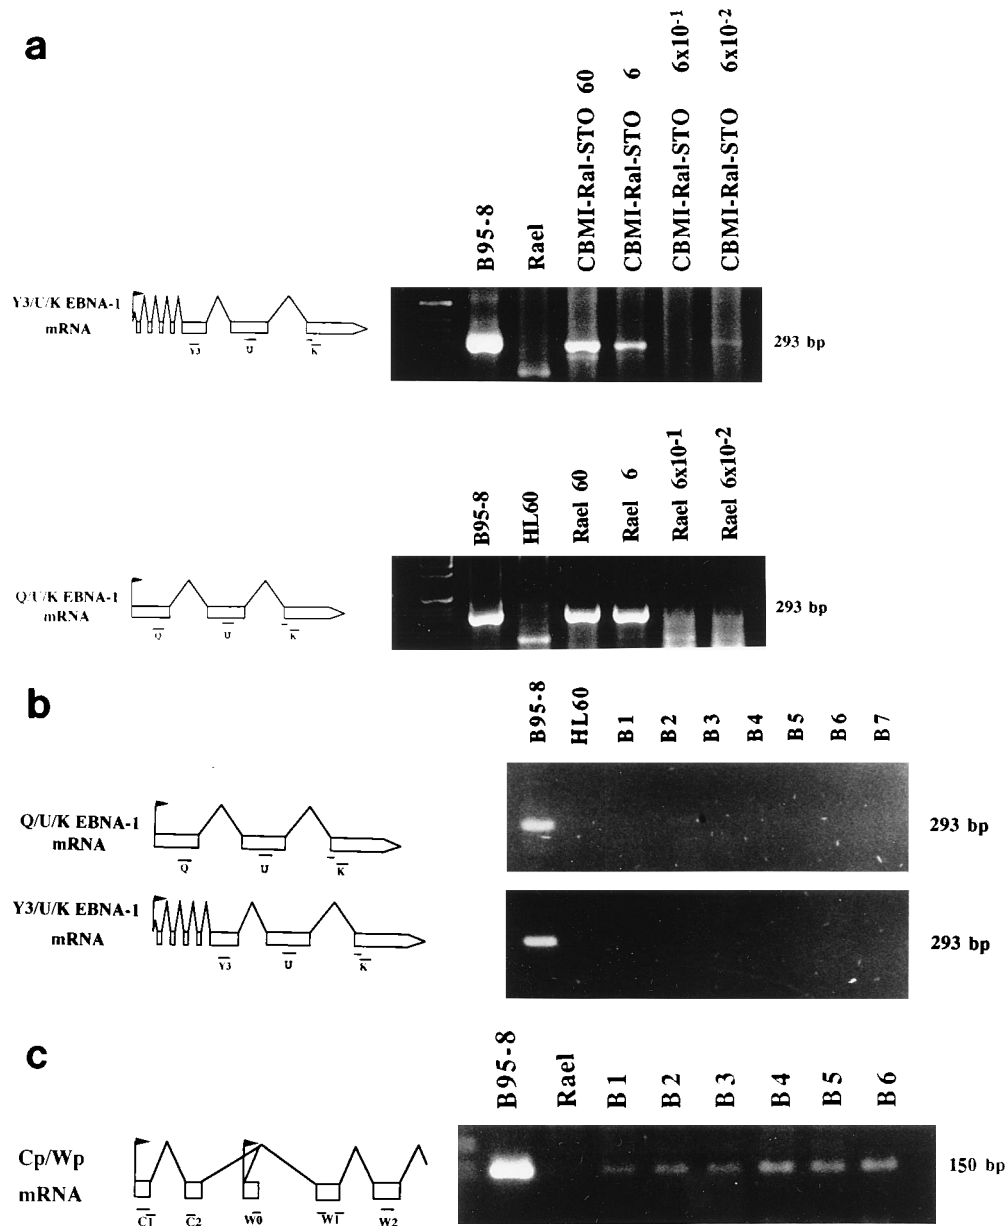 a
B95-8
Rael
CBMI-Ral-STO 60
CBMI-Ral-STO 6
CBMI-Ral-STO 6x10-1
CBMI-Ral-STO 6x10-2
Y3/U/K EBNA-1
mRNA
Y3 U K
293 bp
B95-8
HL60
Rael 60
Rael 6
Rael 6x10-1
Rael 6x10-2
Q/U/K EBNA-1
mRNA
Q U K
293 bp
b
B95-8
HL60
B1
B2
B3
B4
B5
B6
B7
Q/U/K EBNA-1
mRNA
Q U K
293 bp
Y3/U/K EBNA-1
mRNA
Y3 U K
293 bp
c
B95-8
Rael
B1
B2
B3
B4
B5
B6
Cp/Wp
mRNA
C1 C2 W0 W1 W2
150 bp